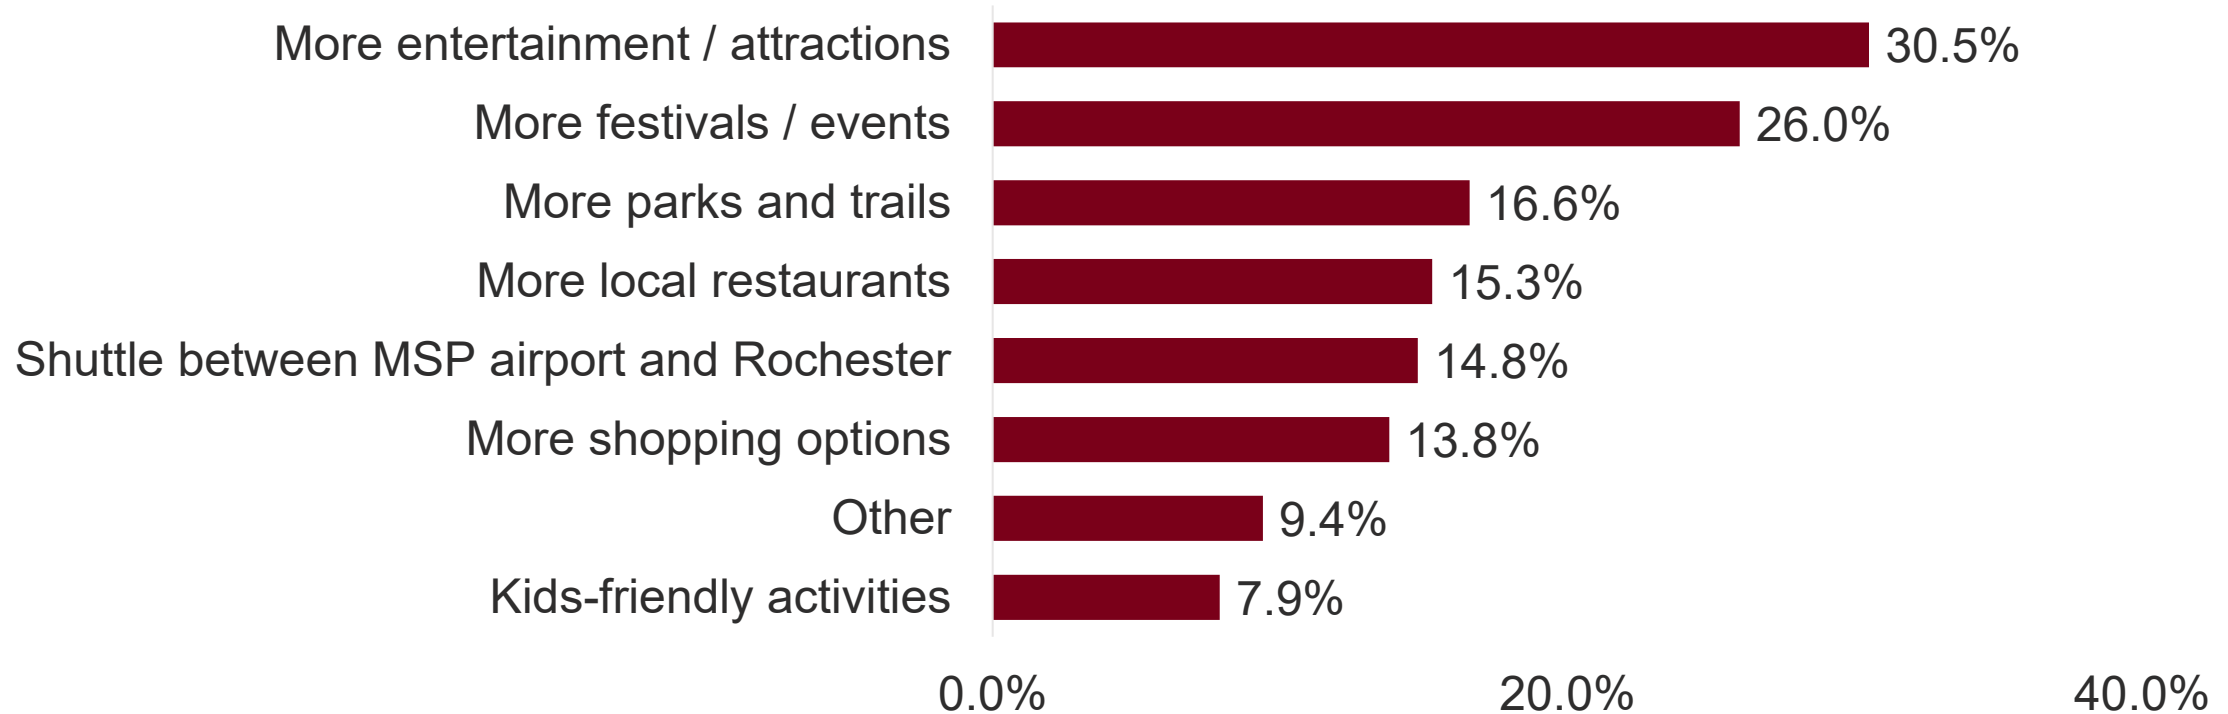 More entertainment / attractions 30.5%
More festivals / events 26.0%
More parks and trails 16.6%
More local restaurants 15.3%
Shuttle between MSP airport and Rochester 14.8%
More shopping options 13.8%
Other 9.4%
Kids-friendly activities 7.9%
0.0% 20.0% 40.0%